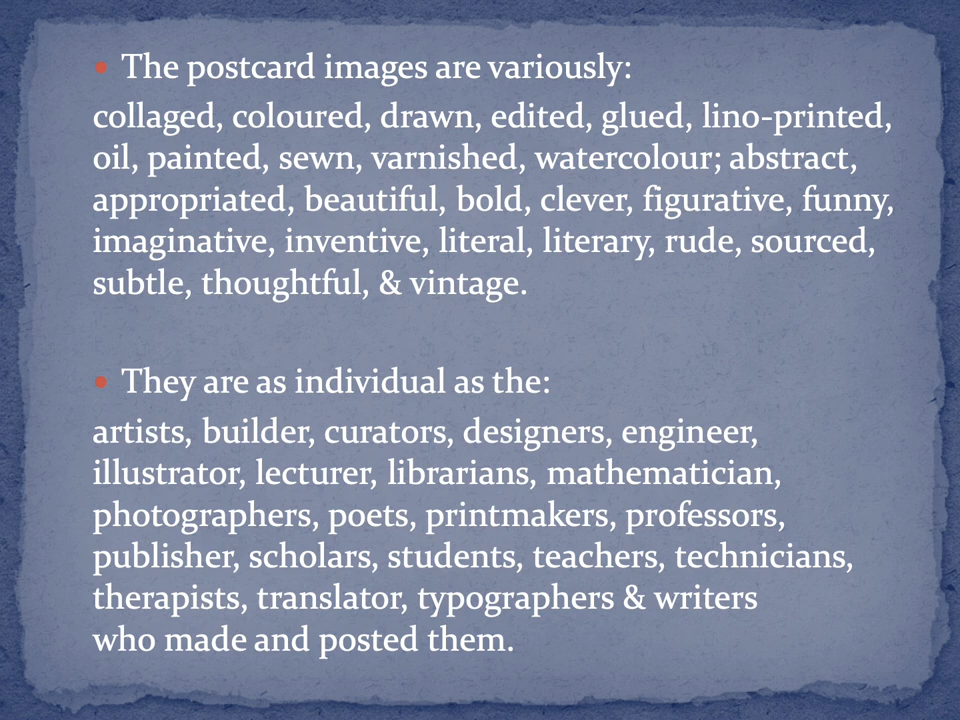 • The postcard images are variously:
collaged, coloured, drawn, edited, glued, lino-printed,
oil, painted, sewn, varnished, watercolour; abstract,
appropriated, beautiful, bold, clever, figurative, funny,
imaginative, inventive, literal, literary, rude, sourced,
subtle, thoughtful, & vintage.
• They are as individual as the:
artists, builder, curators, designers, engineer,
illustrator, lecturer, librarians, mathematician,
photographers, poets, printmakers, professors,
publisher, scholars, students, teachers, technicians,
therapists, translator, typographers & writers
who made and posted them.